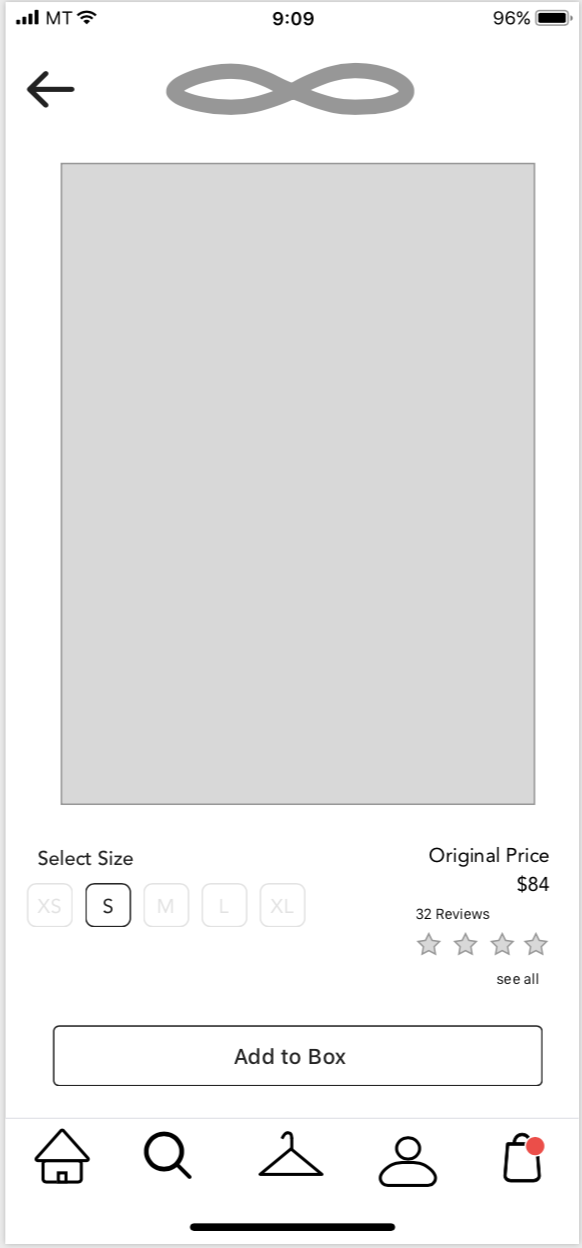 MT 9:09 96%
Select Size
XS S M L XL
Original Price
$84
32 Reviews
see all
Add to Box